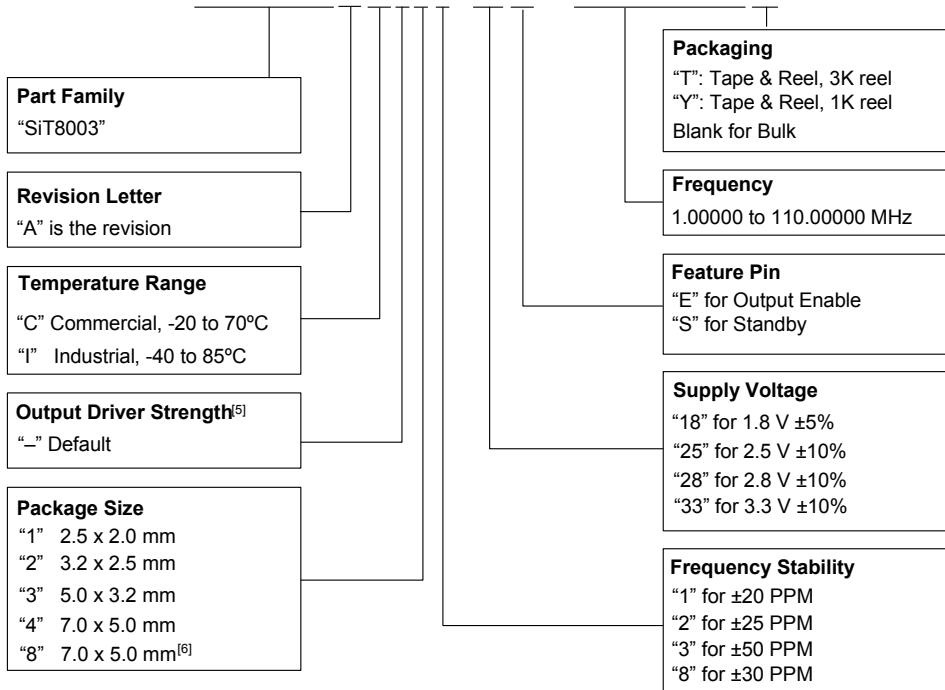 Part Family
“SiT8003”
Revision Letter
“A” is the revision
Temperature Range
“C” Commercial, -20 to 70ºC
“I” Industrial, -40 to 85ºC
Output Driver Strength[5]
“–” Default
Package Size
“1” 2.5 x 2.0 mm
“2” 3.2 x 2.5 mm
“3” 5.0 x 3.2 mm
“4” 7.0 x 5.0 mm
“8” 7.0 x 5.0 mm[6]
Packaging
“T”: Tape & Reel, 3K reel
“Y”: Tape & Reel, 1K reel
Blank for Bulk
Frequency
1.00000 to 110.00000 MHz
Feature Pin
“E” for Output Enable
“S” for Standby
Supply Voltage
“18” for 1.8 V ±5%
“25” for 2.5 V ±10%
“28” for 2.8 V ±10%
“33” for 3.3 V ±10%
Frequency Stability
“1” for ±20 PPM
“2” for ±25 PPM
“3” for ±50 PPM
“8” for ±30 PPM